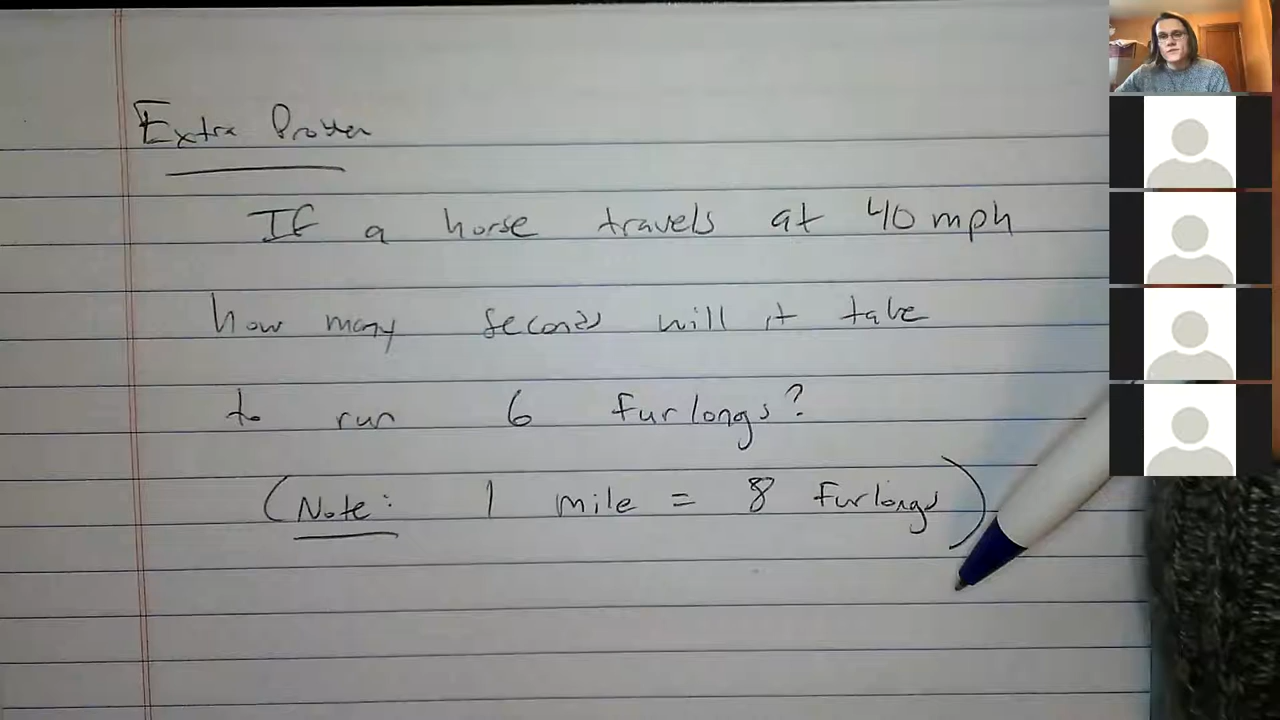 Extra Problem
If a horse travels at 40 mph
how many seconds will it take
to run 6 furlongs?
(Note: 1 mile = 8 furlongs)